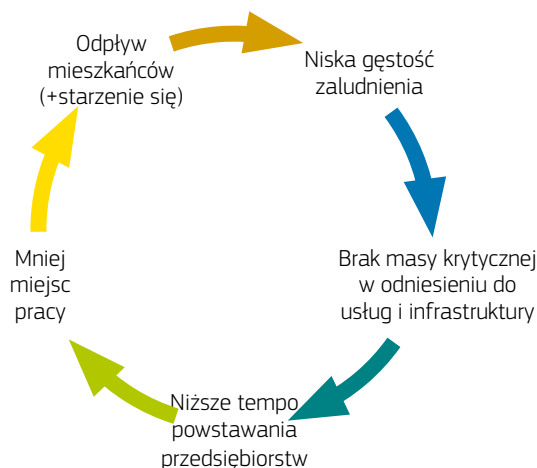 Odpływ
mieszkańców
(+starzenie się)
Niska gęstość
zaludnienia
Brak masy krytycznej
w odniesieniu do
usług i infrastruktury
Niższe tempo
powstawania
przedsiębiorstw
Mniej
miejsc
pracy